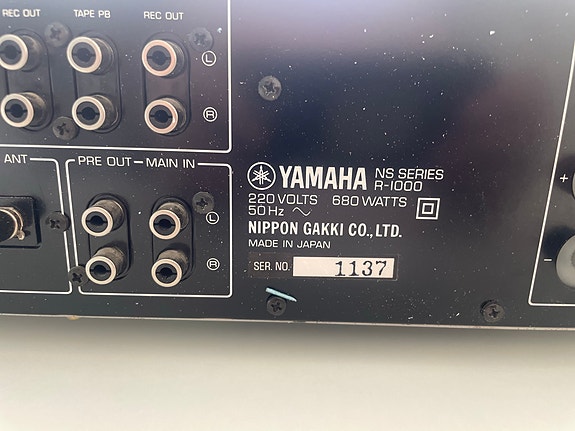 REC OUT TAPE PB REC OUT
L
R
ANT
PRE OUT MAIN IN
L
R
YAMAHA NS SERIES
R-1000
220 VOLTS 680 WATTS
50 Hz
NIPPON GAKKI CO., LTD.
MADE IN JAPAN
SER. NO. 1137
+
−